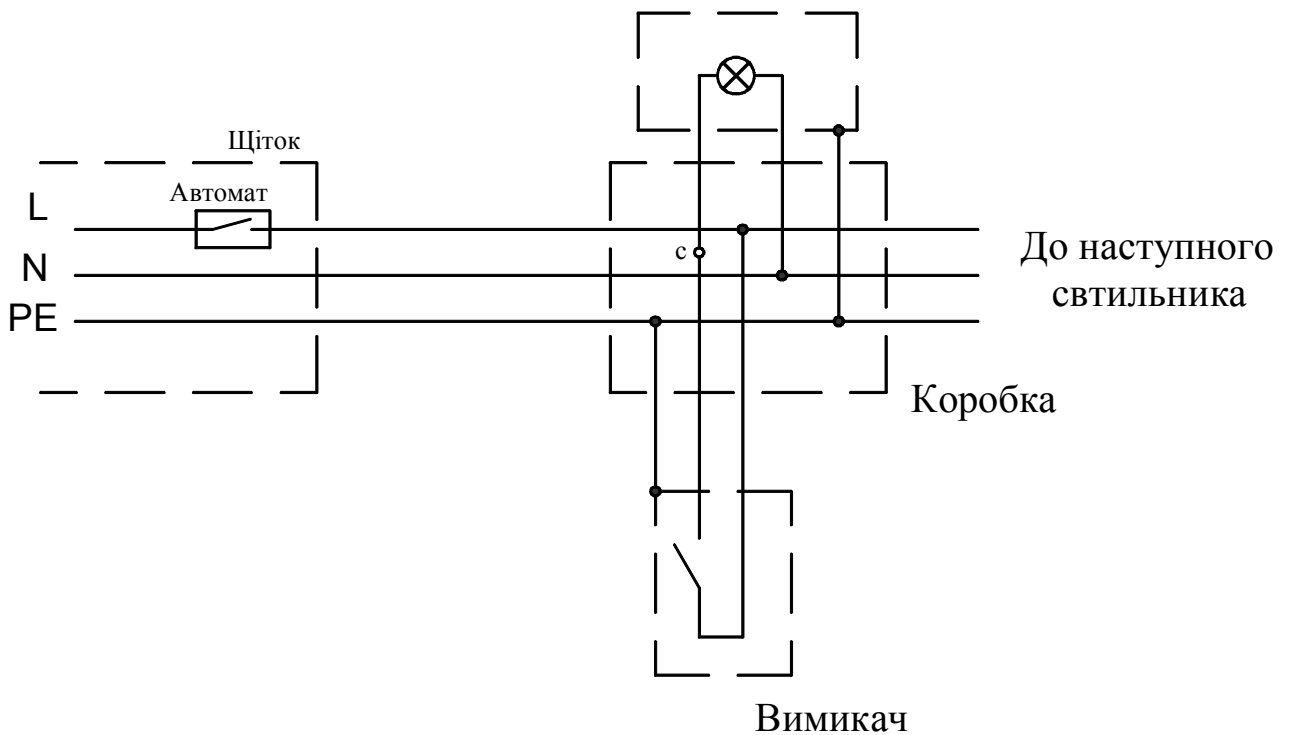 Щіток
Автомат
L
N
PE
с
До наступного
свтильника
Коробка
Вимикач